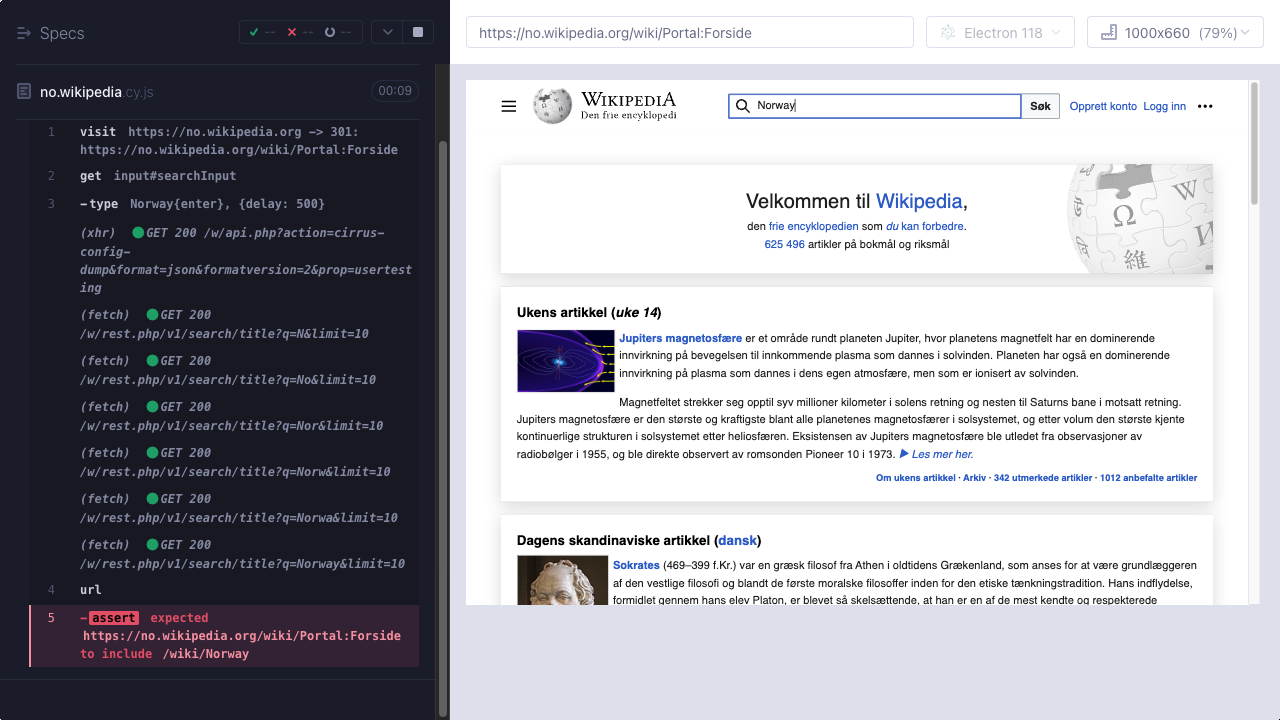 Specs
-- -- --
no.wikipedia.cy.js 00:09
1 visit https://no.wikipedia.org -> 301:
https://no.wikipedia.org/wiki/Portal:Forside
2 get input#searchInput
3 -type Norway{enter}, {delay: 500}
(xhr) GET 200 /w/api.php?action=cirrus-
config-
dump&format=json&formatversion=2&prop=usertest
ing
(fetch) GET 200
/w/rest.php/v1/search/title?q=N&limit=10
(fetch) GET 200
/w/rest.php/v1/search/title?q=No&limit=10
(fetch) GET 200
/w/rest.php/v1/search/title?q=Nor&limit=10
(fetch) GET 200
/w/rest.php/v1/search/title?q=Norw&limit=10
(fetch) GET 200
/w/rest.php/v1/search/title?q=Norwa&limit=10
(fetch) GET 200
/w/rest.php/v1/search/title?q=Norway&limit=10
4 url
5 -assert expected
https://no.wikipedia.org/wiki/Portal:Forside
to include /wiki/Norway
https://no.wikipedia.org/wiki/Portal:Forside
Electron 118
1000x660 (79%)
WIKIPEDIA
Den frie encyklopedi
Norway
Søk
Opprett konto Logg inn
Velkommen til Wikipedia,
den frie encyklopedien som du kan forbedre.
625 496 artikler på bokmål og riksmål
Ω
W
維
Ukens artikkel (uke 14)
Jupiters magnetosfære er et område rundt planeten Jupiter, hvor planetens magnetfelt har en dominerende
innvirkning på bevegelsen til innkommende plasma som dannes i solvinden. Planeten har også en dominerende
innvirkning på plasma som dannes i dens egen atmosfære, men som er ionisert av solvinden.
Magnetfeltet strekker seg opptil syv millioner kilometer i solens retning og nesten til Saturns bane i motsatt retning.
Jupiters magnetosfære er den største og kraftigste blant alle planetenes magnetosfærer i solsystemet, og etter volum den største kjente
kontinuerlige strukturen i solsystemet etter heliosfæren. Eksistensen av Jupiters magnetosfære ble utledet fra observasjoner av
radiobølger i 1955, og ble direkte observert av romsonden Pioneer 10 i 1973. ▶ Les mer her.
Om ukens artikkel · Arkiv · 342 utmerkede artikler · 1012 anbefalte artikler
Dagens skandinaviske artikkel (dansk)
Sokrates (469–399 f.Kr.) var en græsk filosof fra Athen i oldtidens Grækenland, som anses for at være grundlæggeren
af den vestlige filosofi og blandt de første moralske filosoffer inden for den etiske tænkningstradition. Hans indflydelse,
formidlet gennem hans elev Platon, er blevet så skelsættende, at han er en af de mest kendte og respekterede